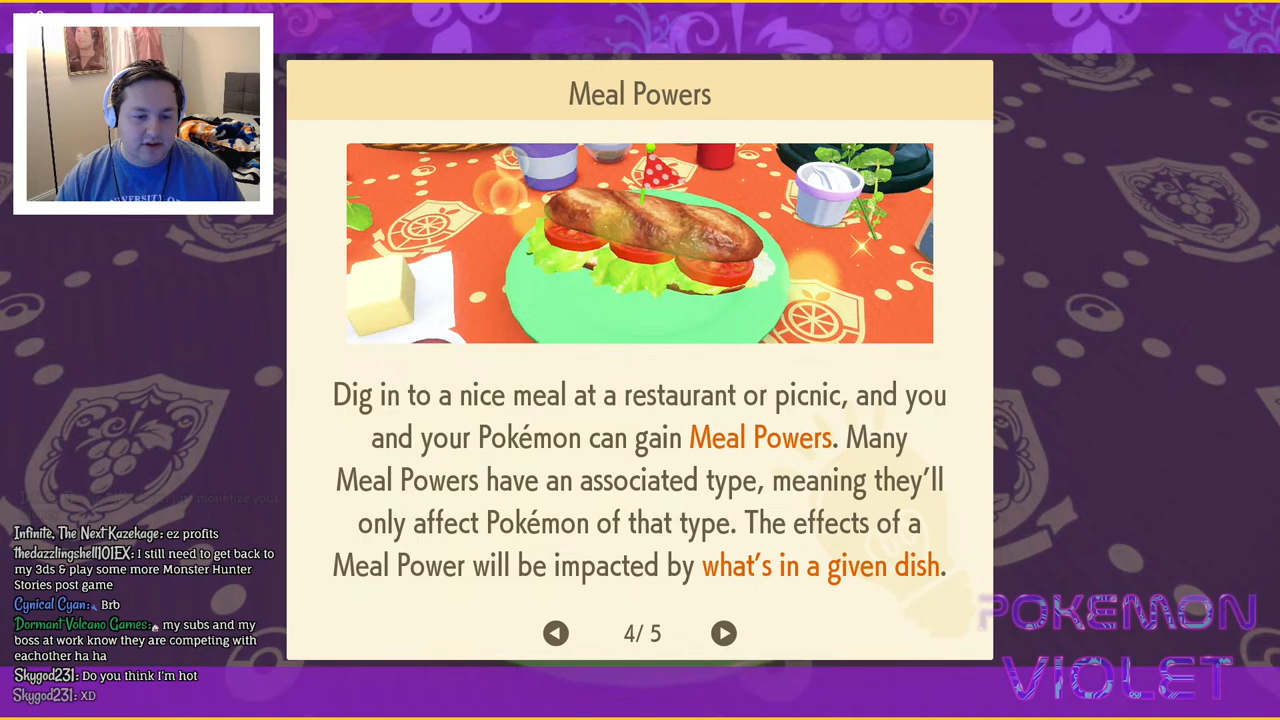 Meal Powers
Dig in to a nice meal at a restaurant or picnic, and you
and your Pokémon can gain Meal Powers. Many
Meal Powers have an associated type, meaning they'll
only affect Pokémon of that type. The effects of a
Meal Power will be impacted by what's in a given dish.
4/ 5
Infinite. The Next Kazekage: ez profits
thedazzlingshell101EX: I still need to get back to
my 3ds & play some more Monster Hunter
Stories post game
Cynical Cyan: Brb
Dormant Volcano Games: my subs and my
boss at work know they are competing with
eachother ha ha
Skygod231: Do you think I'm hot
Skygod231: XD
POKEMON
VIOLET